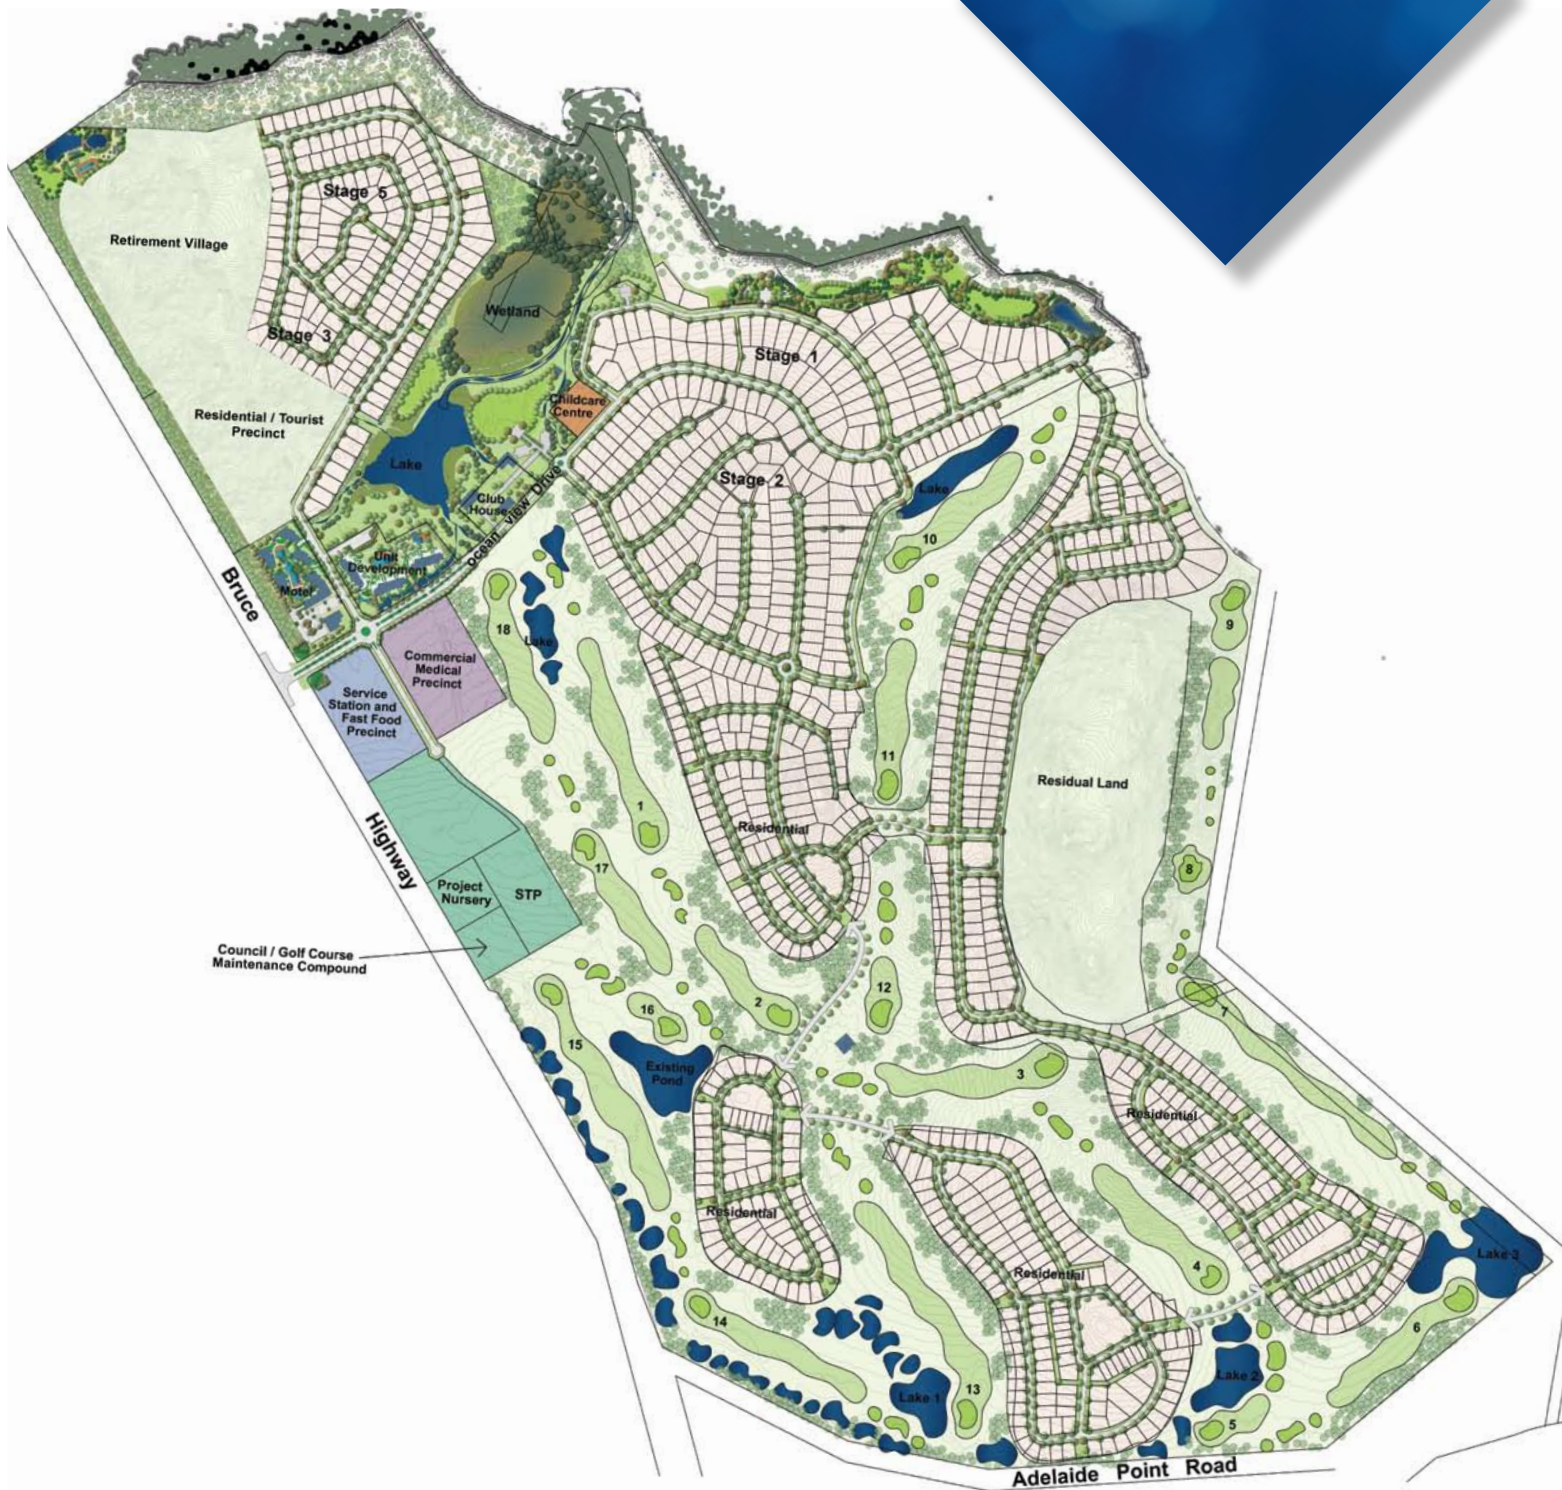 Stage 5
Retirement Village
Wetland
Stage 3
Stage 1
Childcare
Centre
Residential / Tourist
Precinct
Lake
Stage 2
Club
House
ocean view Drive
Lake
10
Unit
Development
Motel
Bruce
9
18
Lake
Commercial
Medical
Precinct
Service
Station and
Fast Food
Precinct
11
Residual Land
1
Residential
Highway
17
8
Project
Nursery
STP
Council / Golf Course
Maintenance Compound
12
2
16
7
15
Existing
Pond
3
Residential
Residential
Lake 3
4
Residential
14
6
Lake 2
13
Lake 1
5
Adelaide Point Road